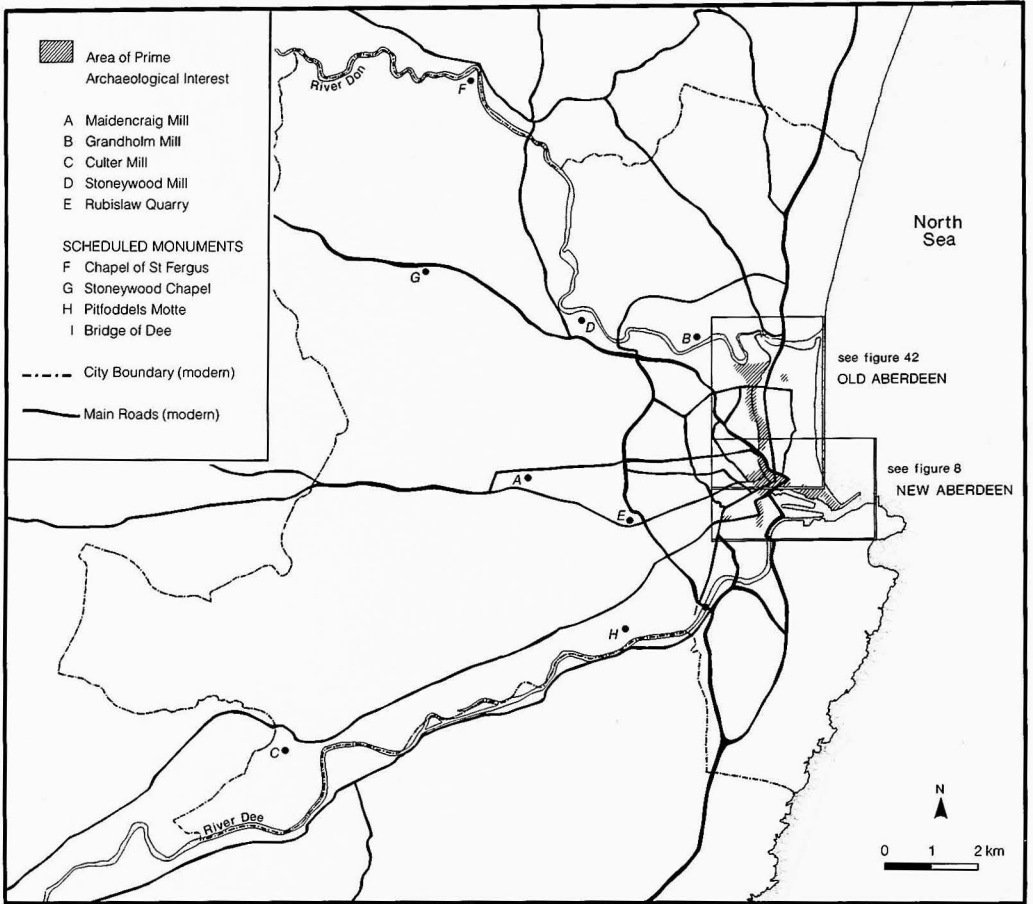 Area of Prime
Archaeological Interest
A Maidencraig Mill
B Grandholm Mill
C Culter Mill
D Stoneywood Mill
E Rubislaw Quarry
SCHEDULED MONUMENTS
F Chapel of St Fergus
G Stoneywood Chapel
H Pitfoddels Motte
I Bridge of Dee
City Boundary (modern)
Main Roads (modern)
River Don
F
North
Sea
G
D
B
see figure 42
OLD ABERDEEN
A
see figure 8
NEW ABERDEEN
E
H
C
River Dee
N
0 1 2 km